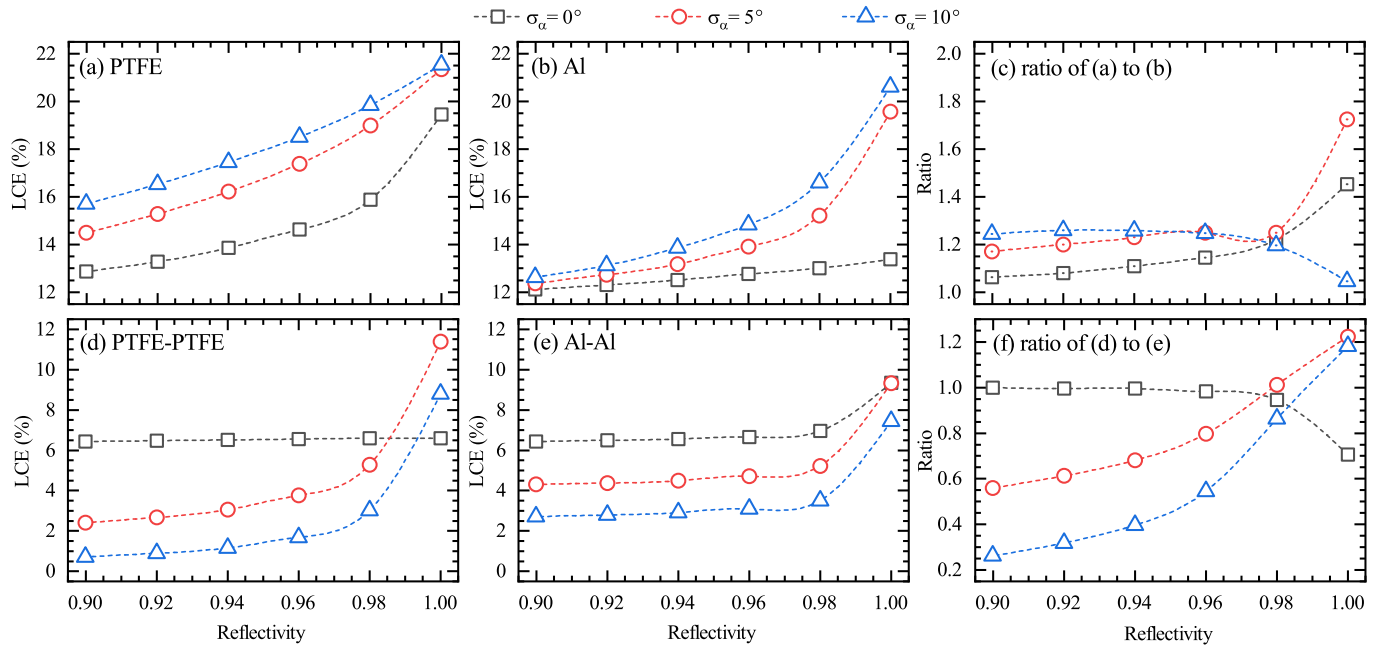 σα= 0° σα= 5° σα= 10°
(a) PTFE
LCE (%)
22
20
18
16
14
12
(b) Al
LCE (%)
22
20
18
16
14
12
(c) ratio of (a) to (b)
Ratio
2.0
1.8
1.6
1.4
1.2
1.0
(d) PTFE-PTFE
LCE (%)
12
10
8
6
4
2
0
0.90 0.92 0.94 0.96 0.98 1.00
Reflectivity
(e) Al-Al
LCE (%)
12
10
8
6
4
2
0
0.90 0.92 0.94 0.96 0.98 1.00
Reflectivity
(f) ratio of (d) to (e)
Ratio
1.2
1.0
0.8
0.6
0.4
0.2
0.90 0.92 0.94 0.96 0.98 1.00
Reflectivity